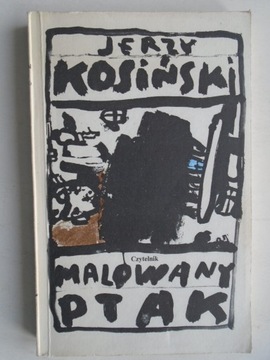 JERZY
KOSIŃSKI
Czytelnik
MALOWANY
PTAK